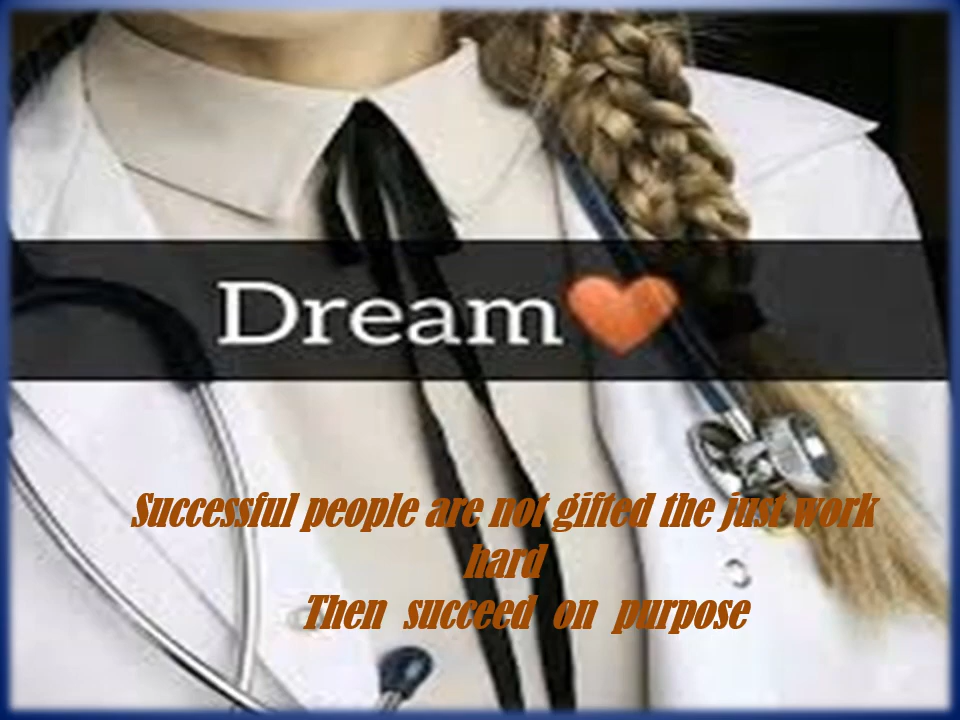 Dream
Successful people are not gifted the just work
hard
Then succeed on purpose